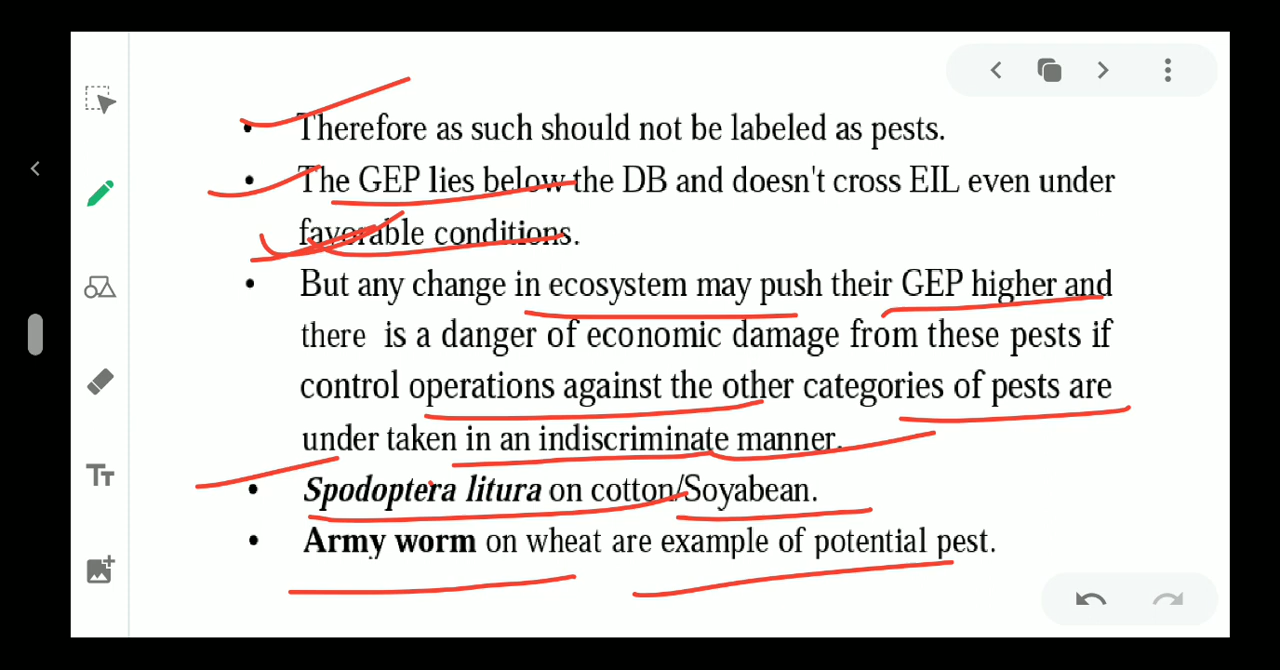 • Therefore as such should not be labeled as pests.
• The GEP lies below the DB and doesn't cross EIL even under
favorable conditions.
• But any change in ecosystem may push their GEP higher and
there is a danger of economic damage from these pests if
control operations against the other categories of pests are
under taken in an indiscriminate manner.
• Spodoptera litura on cotton/Soyabean.
• Army worm on wheat are example of potential pest.